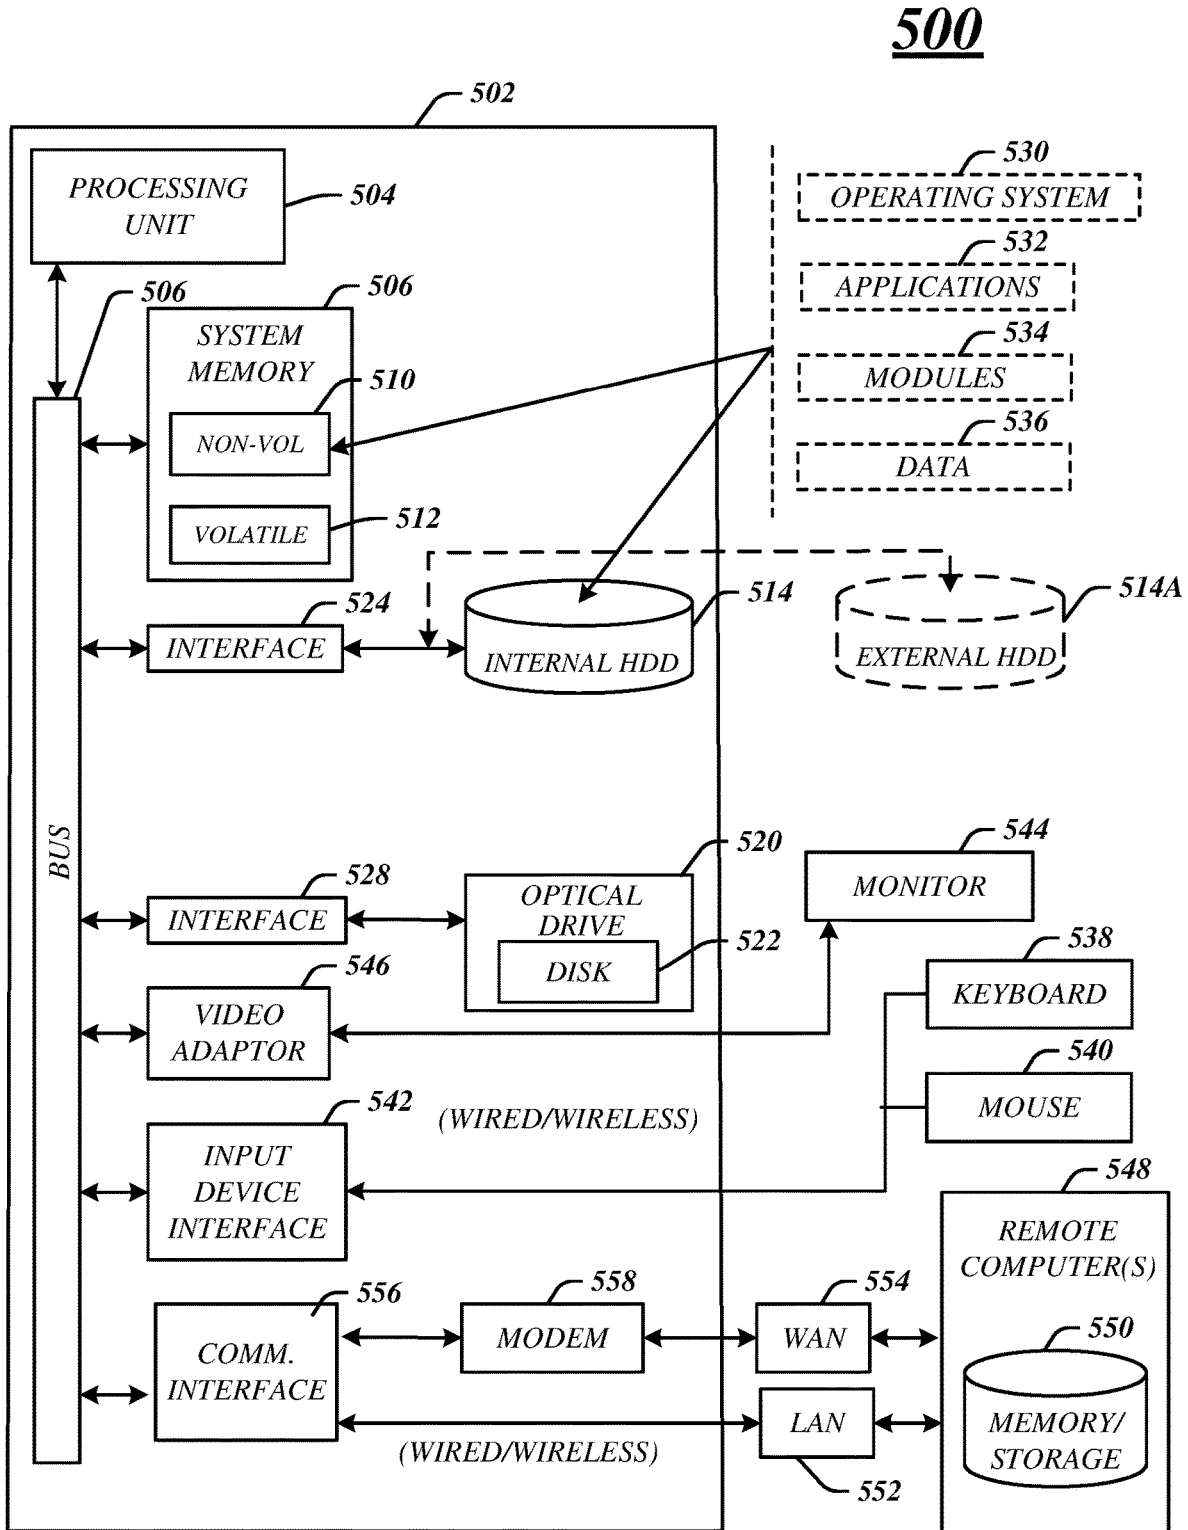 500
502
PROCESSING
UNIT
504
530
OPERATING SYSTEM
532
APPLICATIONS
534
MODULES
536
DATA
506
506
SYSTEM
MEMORY
510
NON-VOL
512
VOLATILE
524
INTERFACE
514
INTERNAL HDD
514A
EXTERNAL HDD
BUS
528
INTERFACE
520
OPTICAL
DRIVE
522
DISK
544
MONITOR
546
VIDEO
ADAPTOR
538
KEYBOARD
540
MOUSE
542
INPUT
DEVICE
INTERFACE
(WIRED/WIRELESS)
548
REMOTE
COMPUTER(S)
556
COMM.
INTERFACE
558
MODEM
554
WAN
550
MEMORY/
STORAGE
LAN
552
(WIRED/WIRELESS)